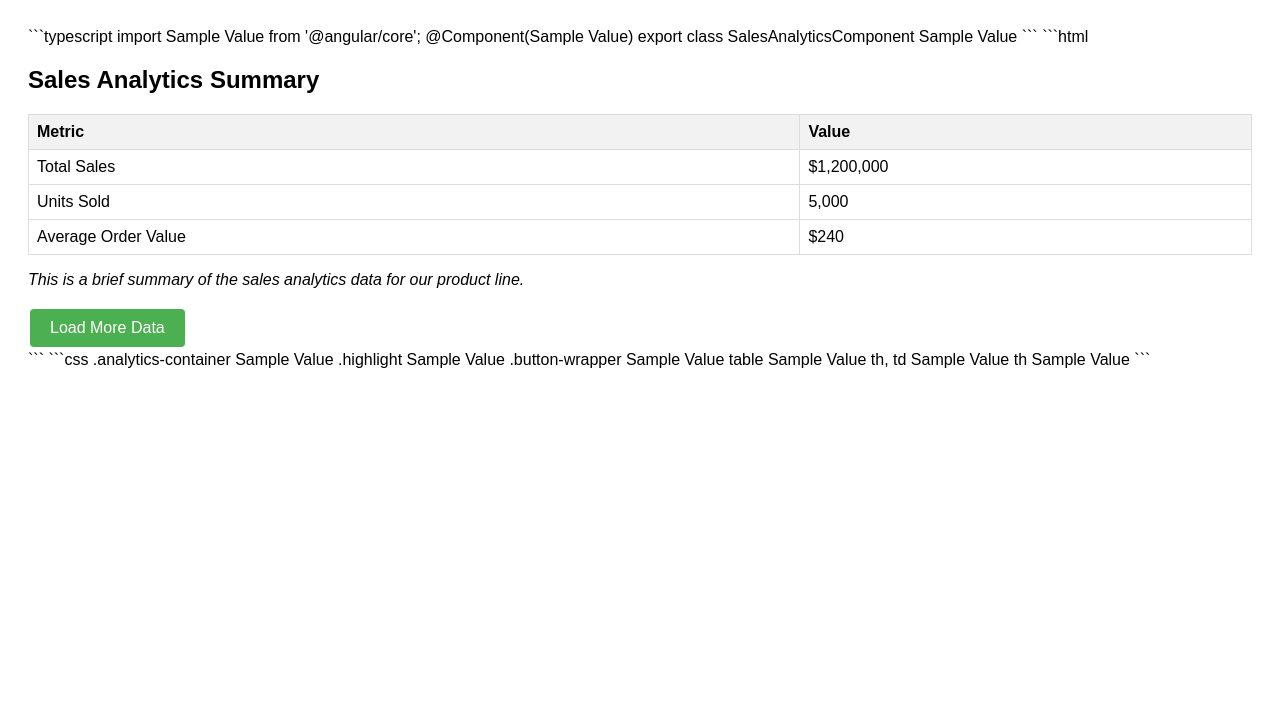 ```typescript import Sample Value from '@angular/core'; @Component(Sample Value) export class SalesAnalyticsComponent Sample Value ``` ```html
Sales Analytics Summary
Metric Value
Total Sales $1,200,000
Units Sold 5,000
Average Order Value $240
This is a brief summary of the sales analytics data for our product line.
Load More Data
``` ```css .analytics-container Sample Value .highlight Sample Value .button-wrapper Sample Value table Sample Value th, td Sample Value th Sample Value ```